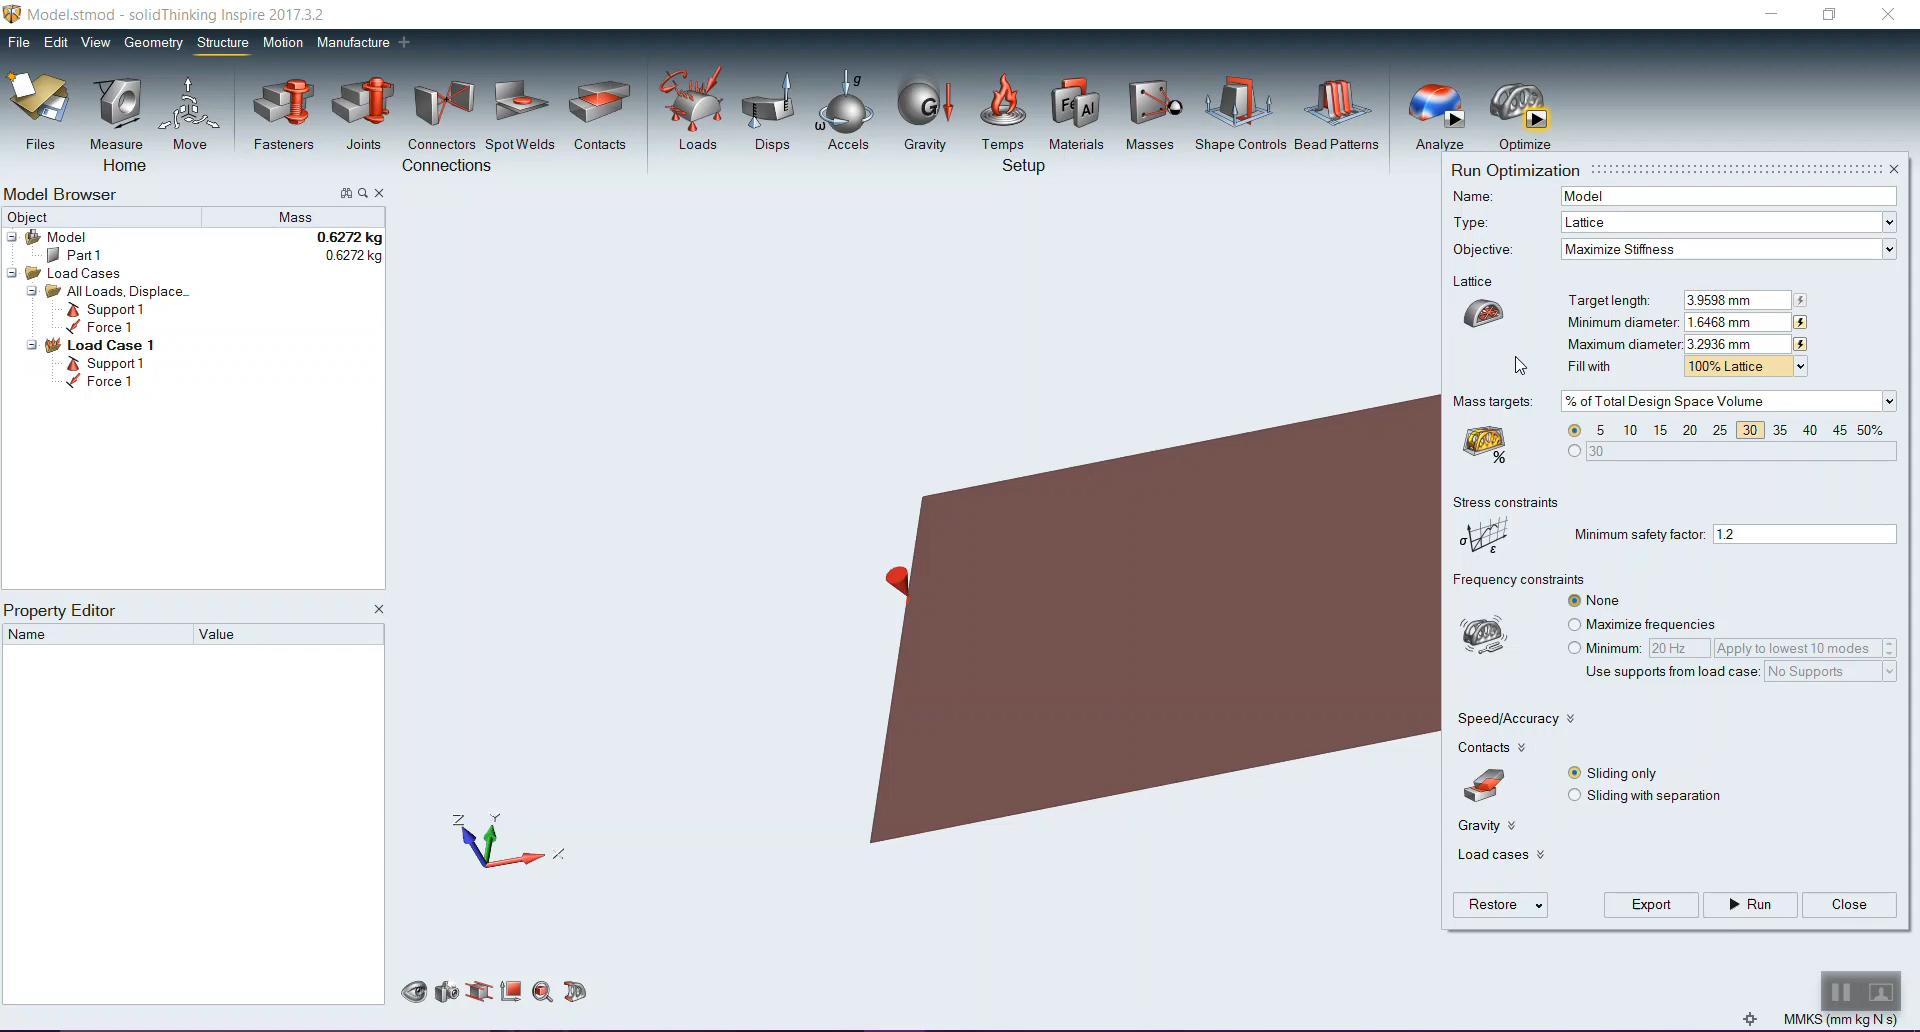 Model.stmod - solidThinking Inspire 2017.3.2
File Edit View Geometry Structure Motion Manufacture
Files Measure Move Fasteners Joints Connectors Spot Welds Contacts Loads Disps Accels Gravity Temps Materials Masses Shape Controls Bead Patterns Analyze Optimize
Home Connections Setup
Model Browser
Object Mass
Model 0.6272 kg
Part 1 0.6272 kg
Load Cases
All Loads, Displace...
Support 1
Force 1
Load Case 1
Support 1
Force 1
Property Editor
Name Value
Z Y X
Run Optimization
Name: Model
Type: Lattice
Objective: Maximize Stiffness
Lattice
Target length: 3.9598 mm
Minimum diameter: 1.6468 mm
Maximum diameter: 3.2936 mm
Fill with 100% Lattice
Mass targets: % of Total Design Space Volume
5 10 15 20 25 30 35 40 45 50%
30
Stress constraints
Minimum safety factor: 1.2
Frequency constraints
None
Maximize frequencies
Minimum: 20 Hz Apply to lowest 10 modes
Use supports from load case: No Supports
Speed/Accuracy
Contacts
Sliding only
Sliding with separation
Gravity
Load cases
Restore Export Run Close
MMKS (mm kg N s)